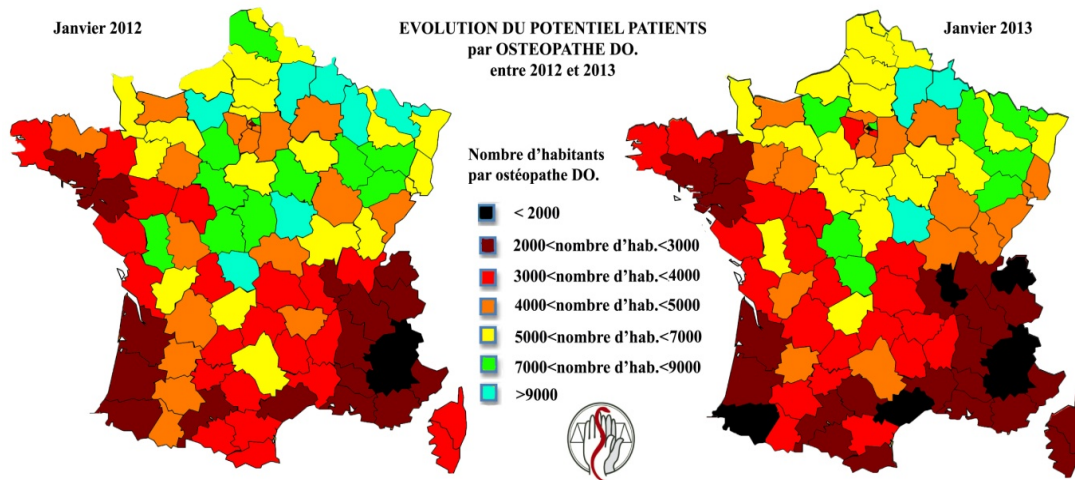 Janvier 2012
EVOLUTION DU POTENTIEL PATIENTS
par OSTEOPATHE DO.
entre 2012 et 2013
Janvier 2013
Nombre d'habitants
par ostéopathe DO.
< 2000
2000<nombre d'hab.<3000
3000<nombre d'hab.<4000
4000<nombre d'hab.<5000
5000<nombre d'hab.<7000
7000<nombre d'hab.<9000
>9000